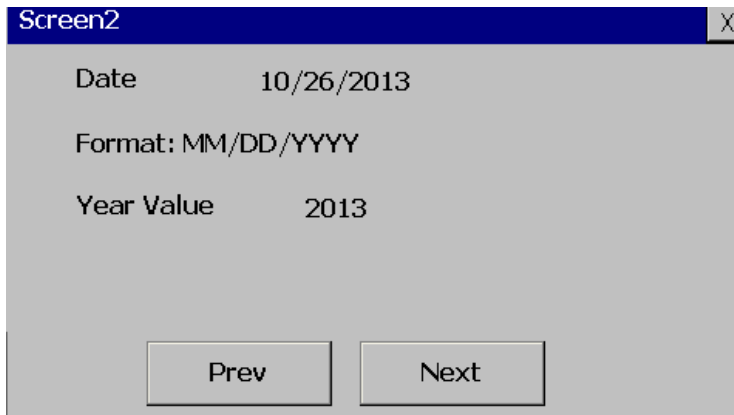 Screen2 X
Date 10/26/2013
Format: MM/DD/YYYY
Year Value 2013
Prev Next